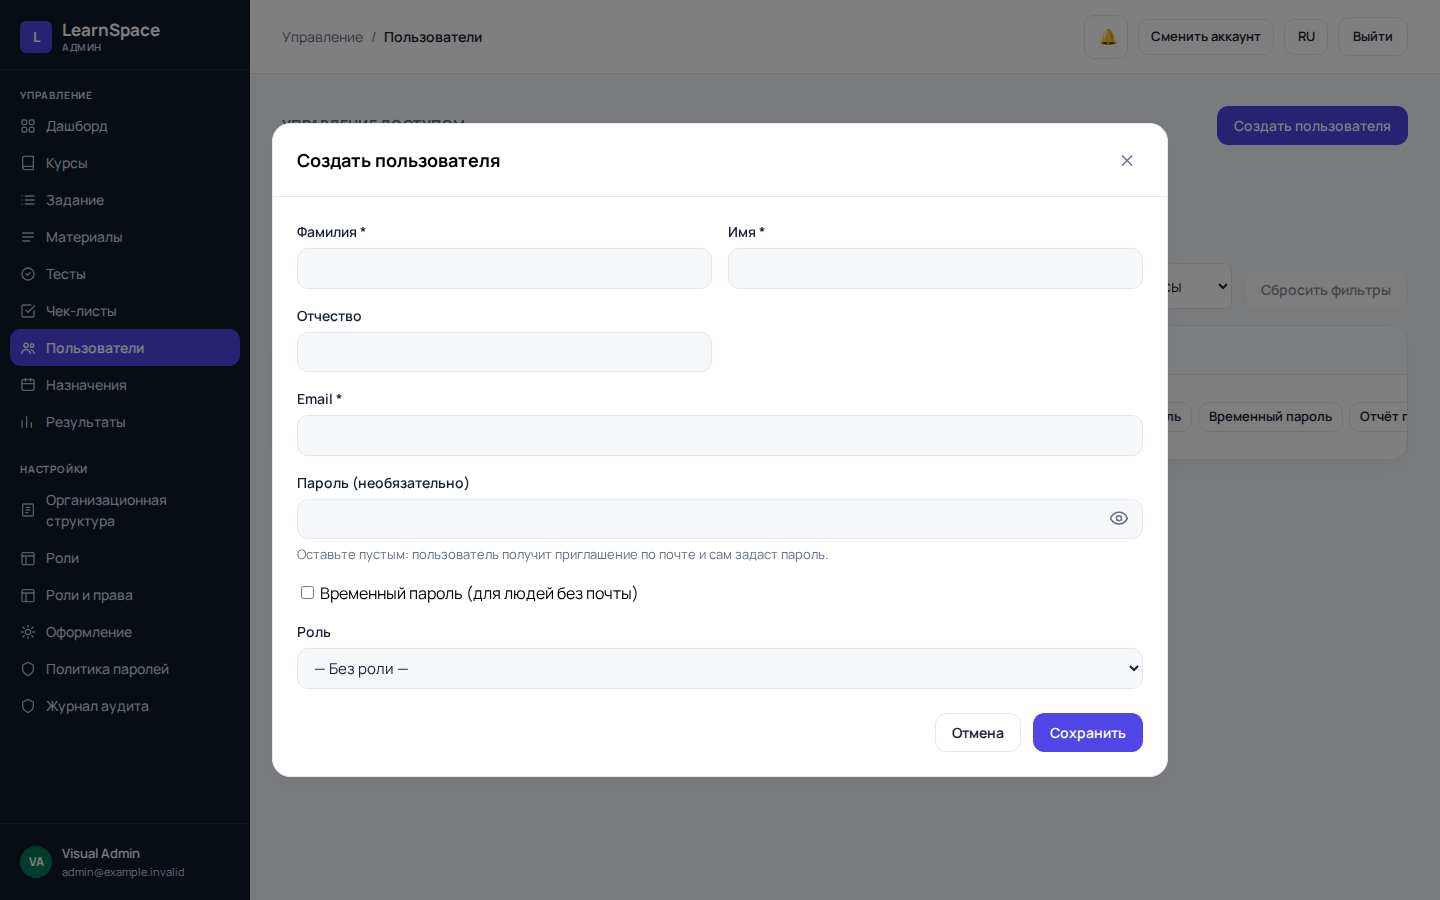 L
LearnSpace
АДМИН
Управление / Пользователи
🔔
Сменить аккаунт
RU
Выйти
УПРАВЛЕНИЕ
Дашборд
Курсы
Задание
Материалы
Тесты
Чек-листы
Пользователи
Назначения
Результаты
НАСТРОЙКИ
Организационная
структура
Роли
Роли и права
Оформление
Политика паролей
Журнал аудита
VA
Visual Admin
admin@example.invalid
УПРАВЛЕНИЕ ДОСТУПОМ
Создать пользователя
Сбросить фильтры
Временный пароль
Создать пользователя
Фамилия *
Имя *
Отчество
Email *
Пароль (необязательно)
Оставьте пустым: пользователь получит приглашение по почте и сам задаст пароль.
Временный пароль (для людей без почты)
Роль
— Без роли —
Отмена
Сохранить